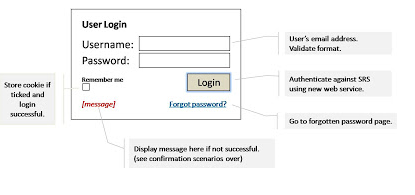 User Login
Username:
Password:
Remember me
Login
[message]
Forgot password?
User's email address.
Validate format.
Authenticate against SRS
using new web service.
Go to forgotten password page.
Store cookie if
ticked and
login
successful.
Display message here if not successful.
(see confirmation scenarios over)